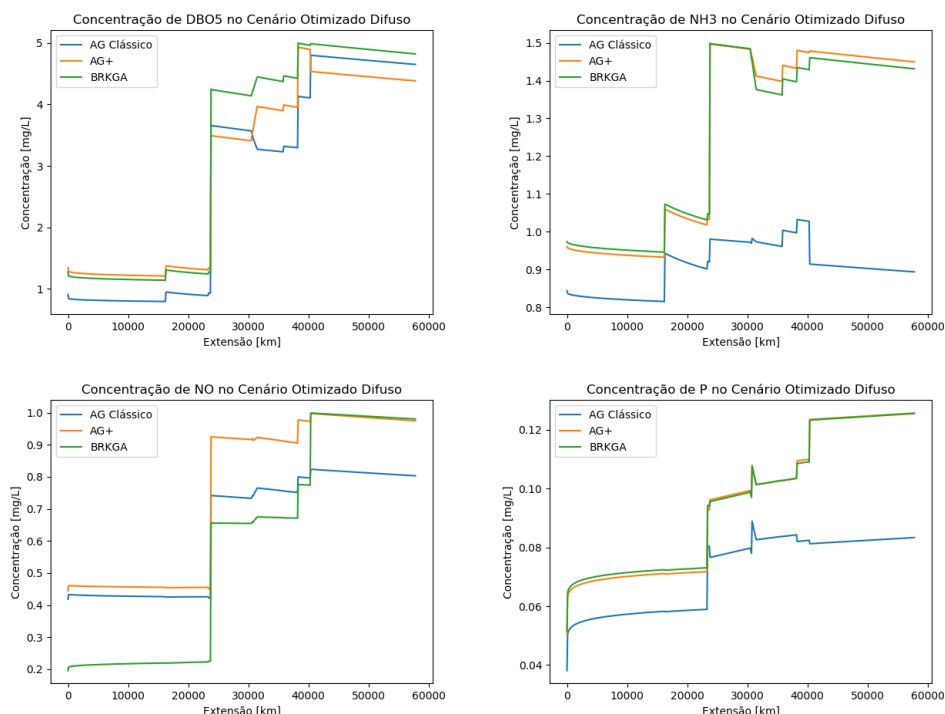 Concentração de DBO5 no Cenário Otimizado Difuso
AG Clássico
AG+
BRKGA
Concentração [mg/L]
5
4
3
2
1
0
10000
20000
30000
40000
50000
60000
Extensão [km]
Concentração de NH3 no Cenário Otimizado Difuso
AG Clássico
AG+
BRKGA
Concentração [mg/L]
1.5
1.4
1.3
1.2
1.1
1.0
0.9
0.8
0
10000
20000
30000
40000
50000
60000
Extensão [km]
Concentração de NO no Cenário Otimizado Difuso
AG Clássico
AG+
BRKGA
Concentração [mg/L]
1.0
0.9
0.8
0.7
0.6
0.5
0.4
0.3
0.2
0
10000
20000
30000
40000
50000
60000
Extensão [km]
Concentração de P no Cenário Otimizado Difuso
AG Clássico
AG+
BRKGA
Concentração [mg/L]
0.12
0.10
0.08
0.06
0.04
0
10000
20000
30000
40000
50000
60000
Extensão [km]